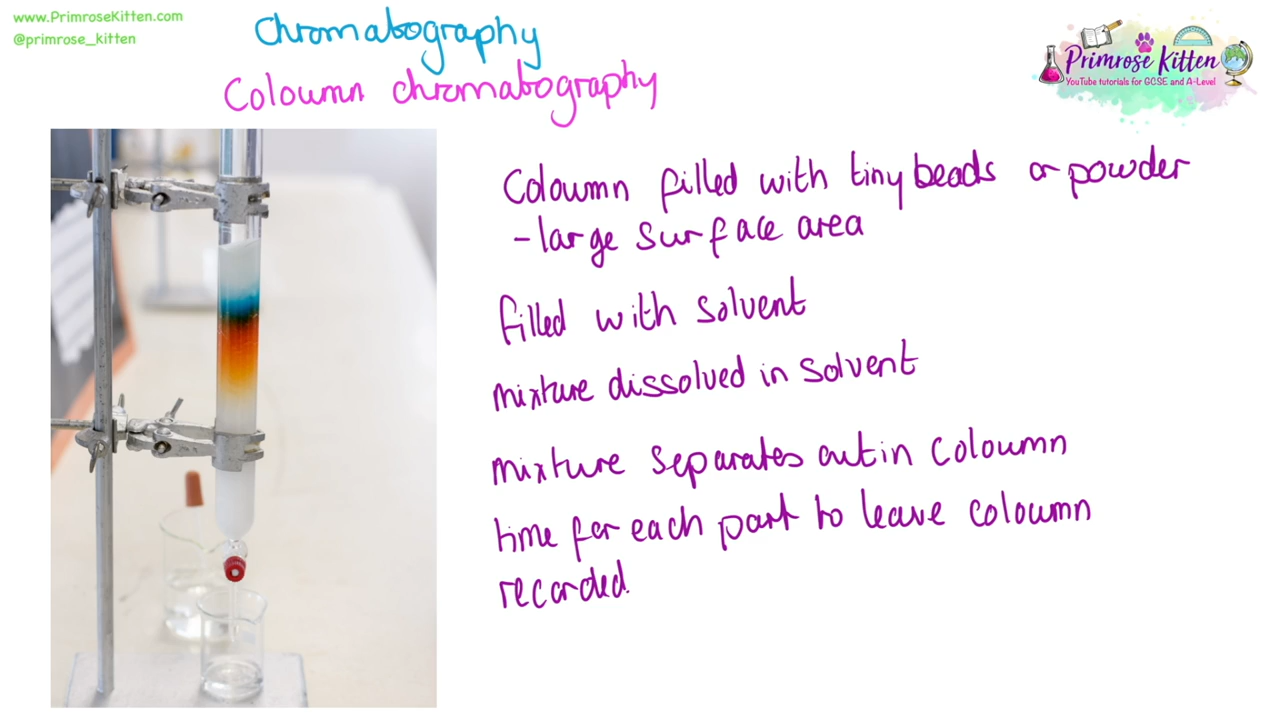 www.PrimroseKitten.com
@primrose_kitten
Chromatography
Coloumn chromatography
Primrose Kitten
YouTube tutorials for GCSE and A-Level
Coloumn filled with tiny beads or powder
- large surface area
filled with solvent
mixture dissolved in solvent
mixture separates out in coloumn
time for each part to leave coloumn
recorded.